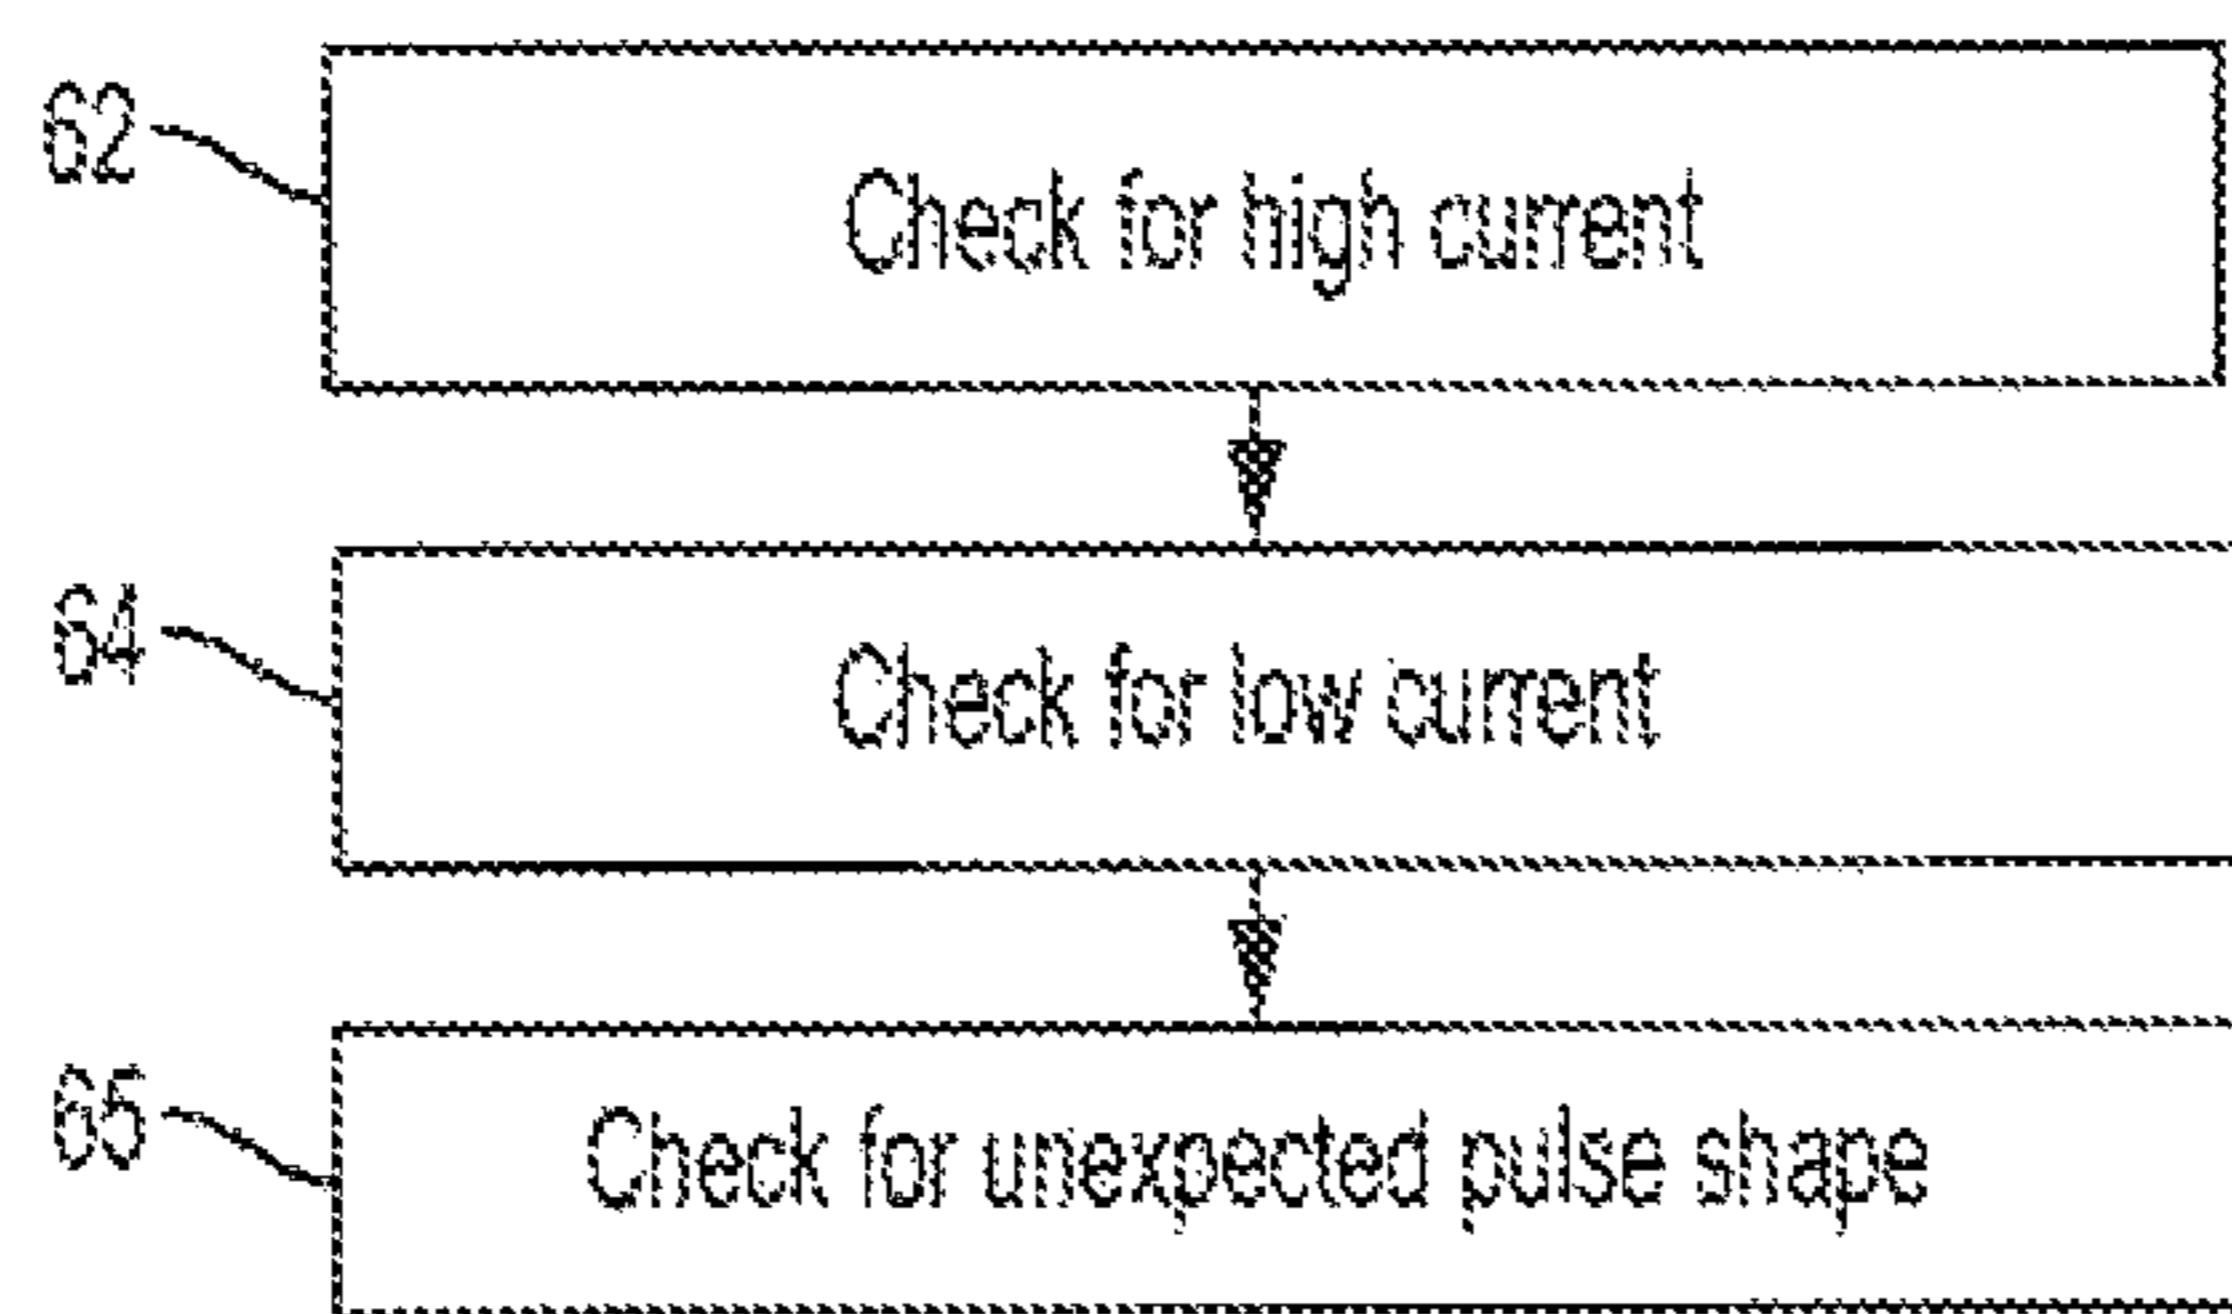 62
Check for high current
64
Check for low current
65
Check for unexpected pulse shape